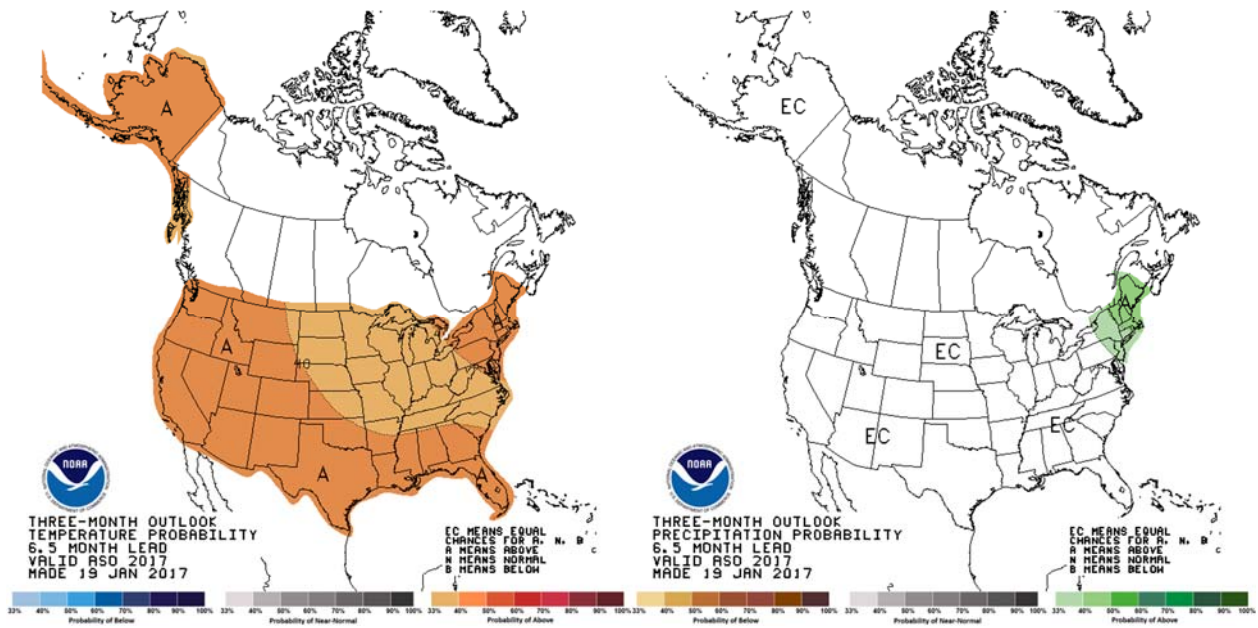 A
A
40
A
A
A
NOAA
THREE-MONTH OUTLOOK
TEMPERATURE PROBABILITY
6.5 MONTH LEAD
VALID ASO 2017
MADE 19 JAN 2017
EC MEANS EQUAL
CHANCES FOR A, N, B
A MEANS ABOVE
N MEANS NORMAL
B MEANS BELOW
33% 40% 50% 60% 70% 80% 90% 100%
Probability of Below
33% 40% 50% 60% 70% 80% 90% 100%
Probability of Near-Normal
33% 40% 50% 60% 70% 80% 90% 100%
Probability of Above
EC
A
EC
EC
EC
NOAA
THREE-MONTH OUTLOOK
PRECIPITATION PROBABILITY
6.5 MONTH LEAD
VALID ASO 2017
MADE 19 JAN 2017
EC MEANS EQUAL
CHANCES FOR A, N, B
A MEANS ABOVE
N MEANS NORMAL
B MEANS BELOW
33% 40% 50% 60% 70% 80% 90% 100%
Probability of Below
33% 40% 50% 60% 70% 80% 90% 100%
Probability of Near-Normal
33% 40% 50% 60% 70% 80% 90% 100%
Probability of Above